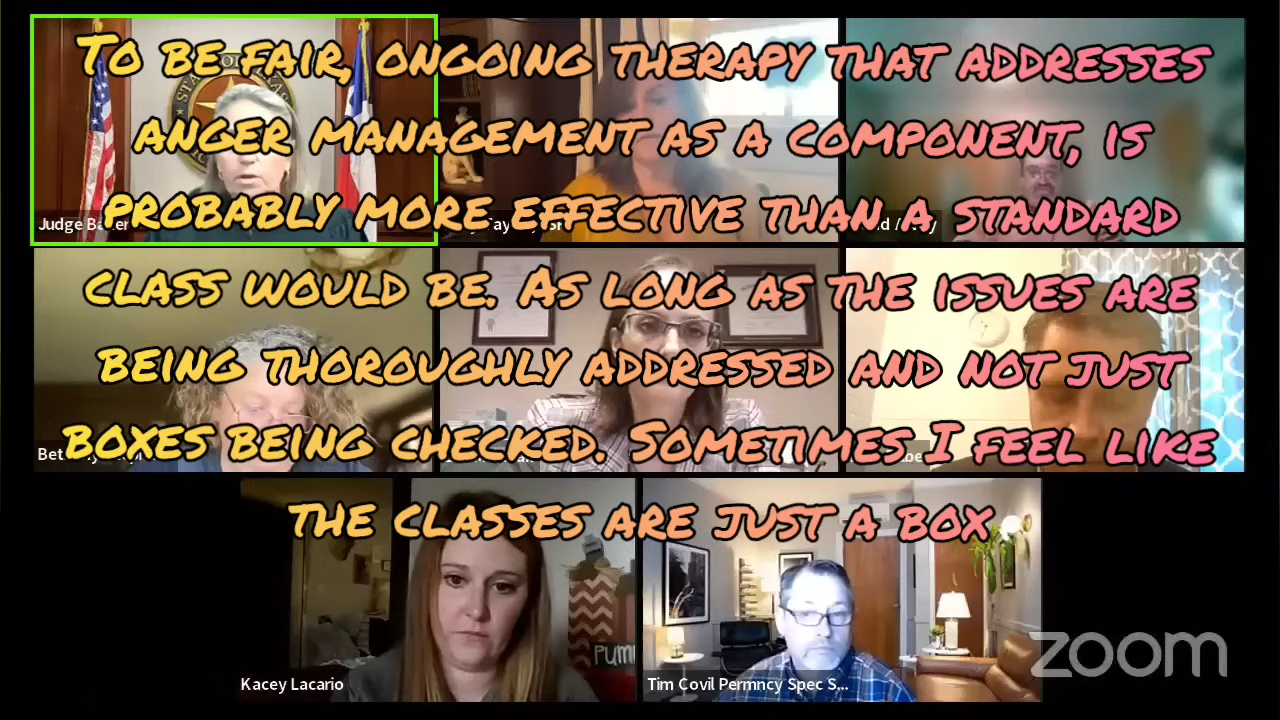 To be fair, ongoing therapy that addresses
anger management as a component, is
probably more effective than a standard
class would be. As long as the issues are
being thoroughly addressed and not just
boxes being checked. Sometimes I feel like
the classes are just a box
Judge
Kacey Lacario
Tim Covil Permncy Spec S...
zoom